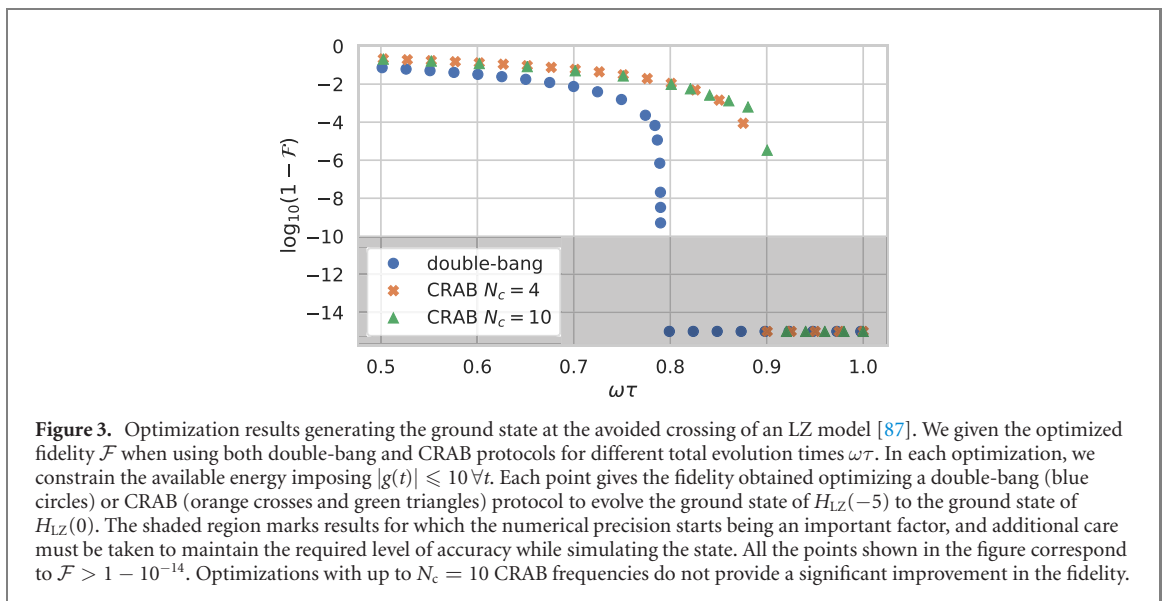 0
−2
−4
−6
−8
−10
−12
−14
log₁₀(1 − ℱ)
double-bang
CRAB N_c = 4
CRAB N_c = 10
0.5 0.6 0.7 0.8 0.9 1.0
ωτ
Figure 3. Optimization results generating the ground state at the avoided crossing of an LZ model [87]. We given the optimized
fidelity ℱ when using both double-bang and CRAB protocols for different total evolution times ωτ. In each optimization, we
constrain the available energy imposing |g(t)| ⩽ 10 ∀t. Each point gives the fidelity obtained optimizing a double-bang (blue
circles) or CRAB (orange crosses and green triangles) protocol to evolve the ground state of H_LZ(−5) to the ground state of
H_LZ(0). The shaded region marks results for which the numerical precision starts being an important factor, and additional care
must be taken to maintain the required level of accuracy while simulating the state. All the points shown in the figure correspond
to ℱ > 1 − 10⁻¹⁴. Optimizations with up to N_c = 10 CRAB frequencies do not provide a significant improvement in the fidelity.